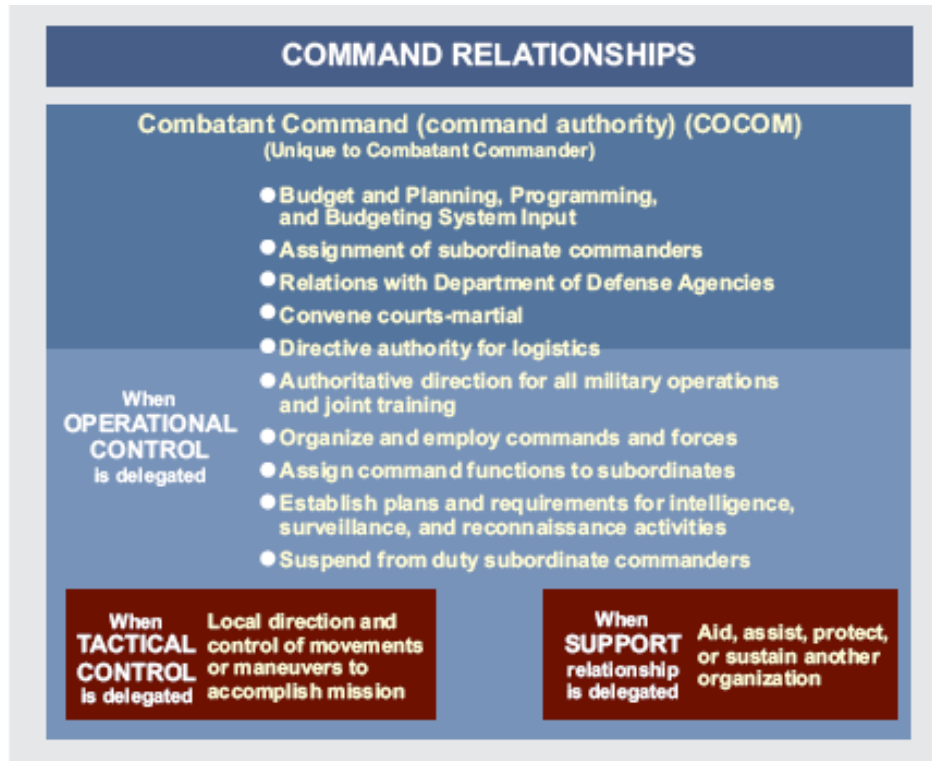 COMMAND RELATIONSHIPS
Combatant Command (command authority) (COCOM)
(Unique to Combatant Commander)
● Budget and Planning, Programming,
and Budgeting System Input
● Assignment of subordinate commanders
● Relations with Department of Defense Agencies
● Convene courts-martial
● Directive authority for logistics
When
OPERATIONAL
CONTROL
is delegated
● Authoritative direction for all military operations
and joint training
● Organize and employ commands and forces
● Assign command functions to subordinates
● Establish plans and requirements for intelligence,
surveillance, and reconnaissance activities
● Suspend from duty subordinate commanders
When
TACTICAL
CONTROL
is delegated
Local direction and
control of movements
or maneuvers to
accomplish mission
When
SUPPORT
relationship
is delegated
Aid, assist, protect,
or sustain another
organization